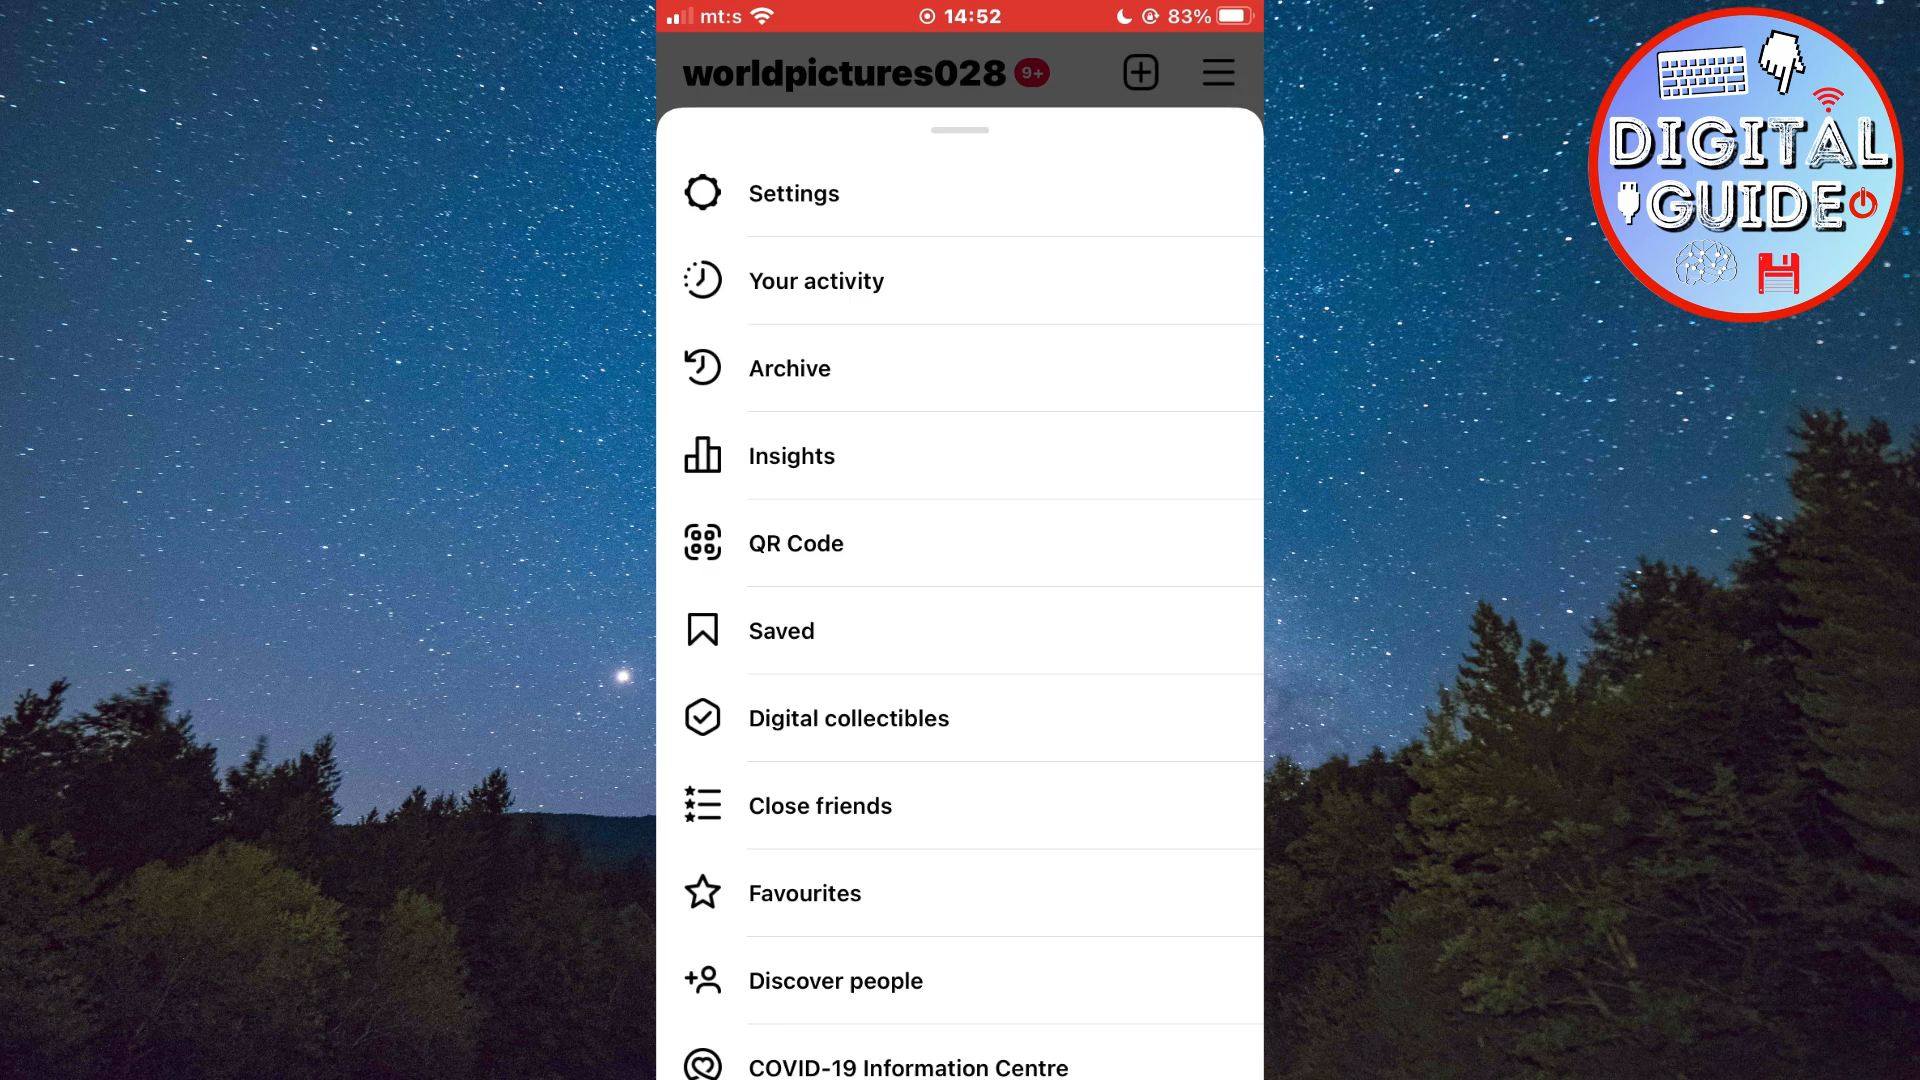 mt:s
14:52
83%
worldpictures028 9+
DIGITAL
GUIDE
Settings
Your activity
Archive
Insights
QR Code
Saved
Digital collectibles
Close friends
Favourites
Discover people
COVID-19 Information Centre